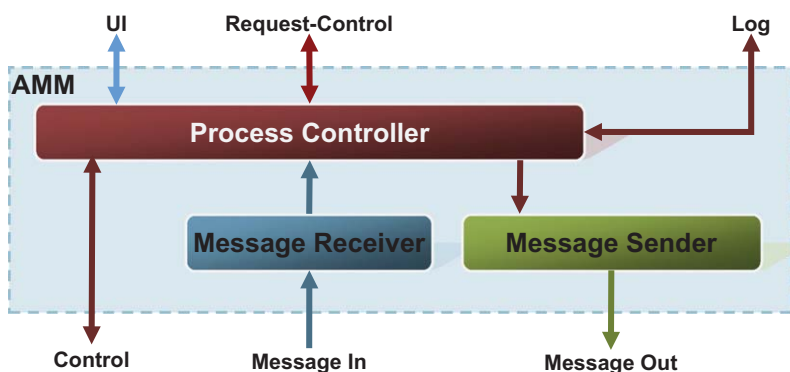 UI
Request-Control
Log
AMM
Process Controller
Message Receiver
Message Sender
Control
Message In
Message Out